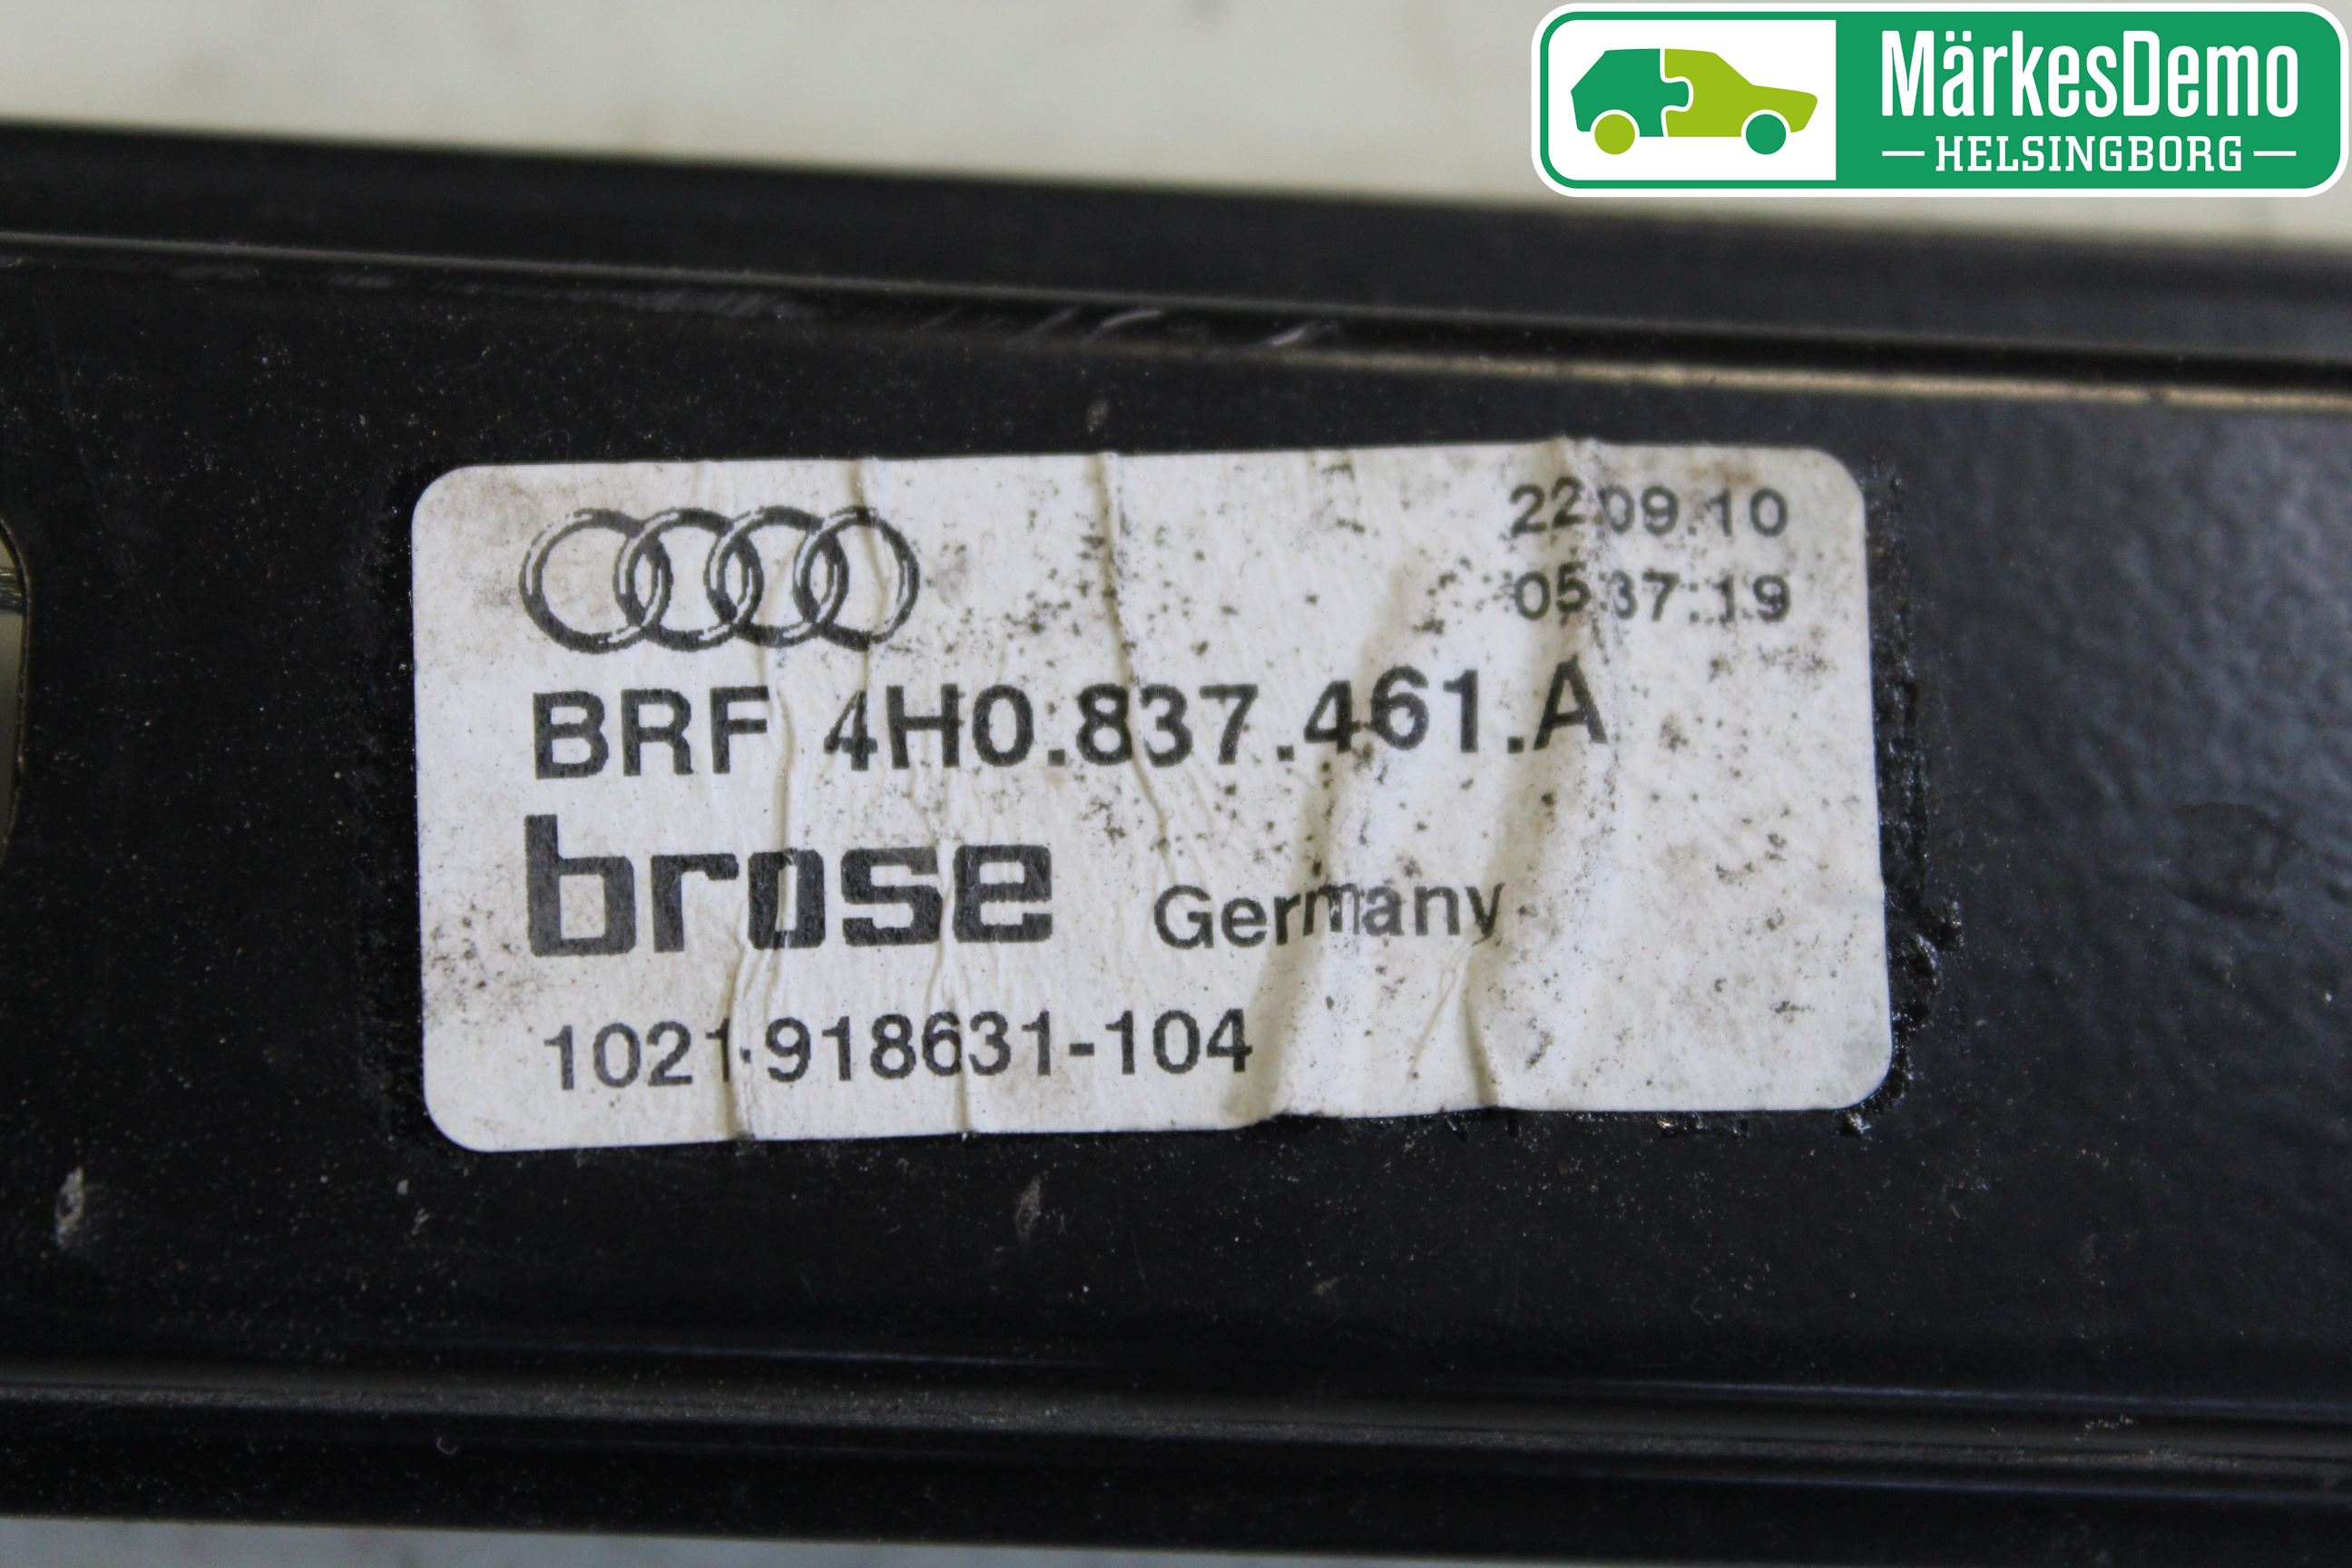 MärkesDemo
HELSINGBORG
22.09.10
05:37:19
BRF 4H0.837.461.A
brose Germany
1021-918631-104